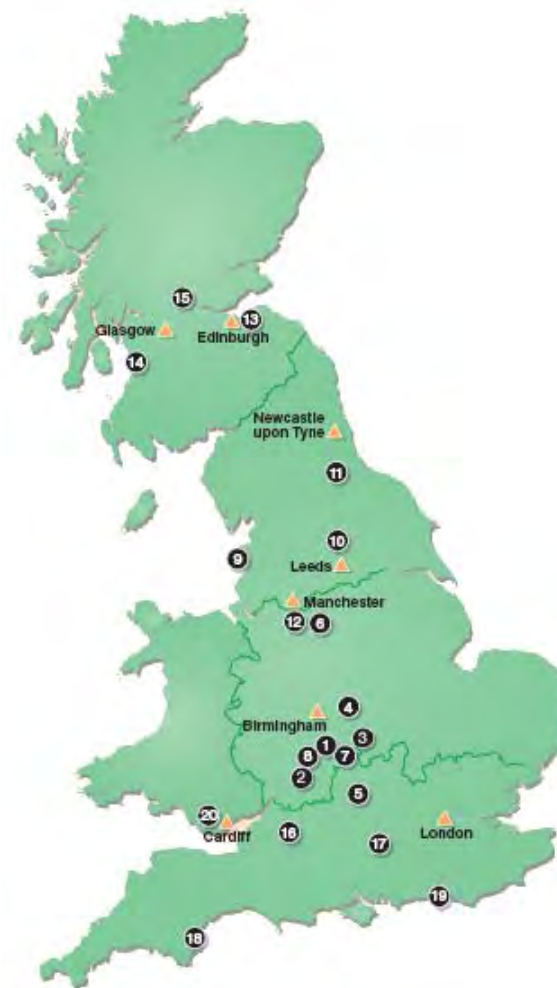 15
13
Glasgow
Edinburgh
14
Newcastle
upon Tyne
11
10
9
Leeds
Manchester
12
6
4
Birmingham
3
1
8
7
2
5
20
Cardiff
London
16
17
19
18